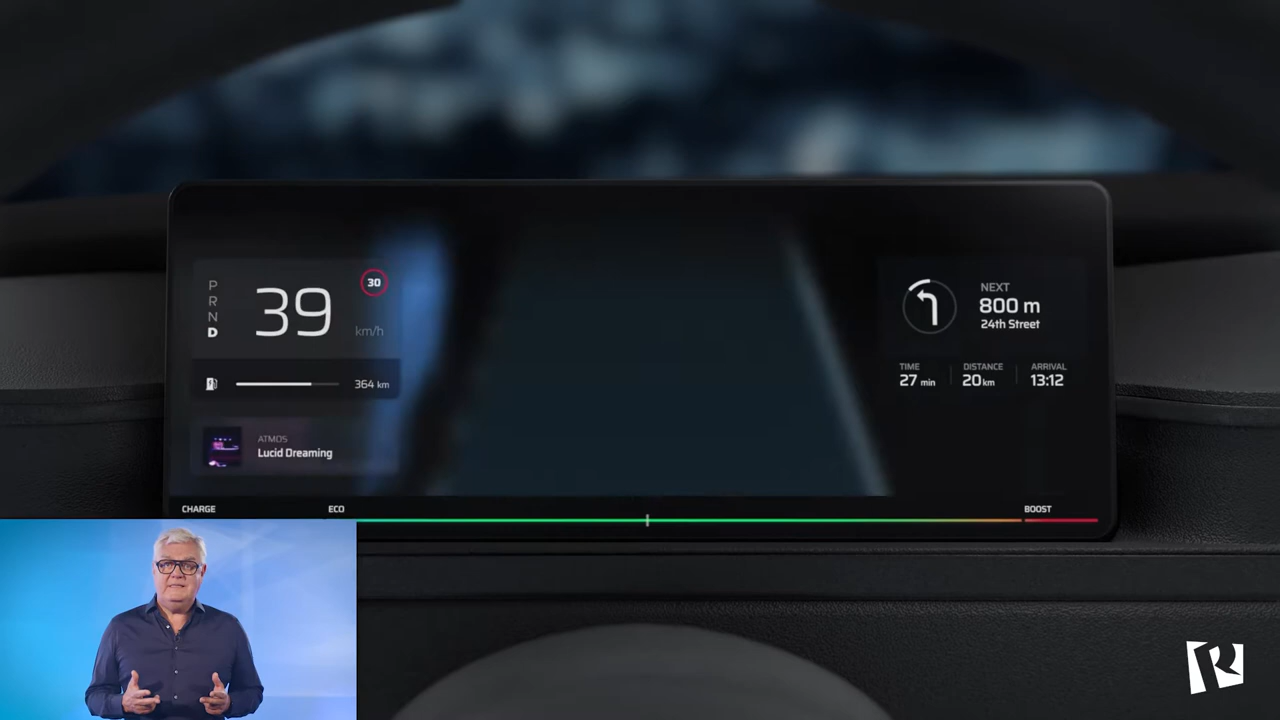 P
R
N
D
39
30
km/h
364 km
ATMOS
Lucid Dreaming
NEXT
800 m
24th Street
TIME
27 min
DISTANCE
20 km
ARRIVAL
13:12
CHARGE
ECO
BOOST